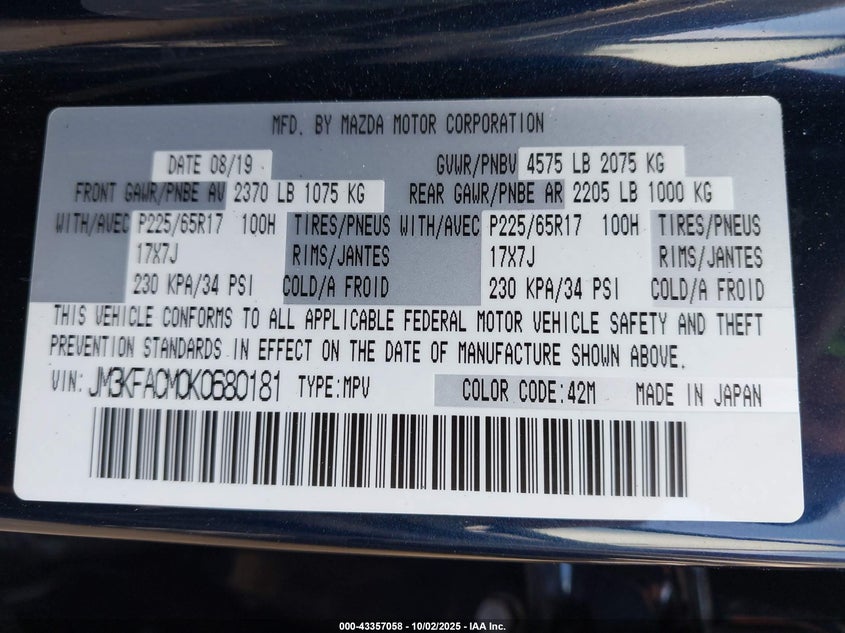 MFD. BY MAZDA MOTOR CORPORATION
DATE 08/19 GVWR/PNBV 4575 LB 2075 KG
FRONT GAWR/PNBE AV 2370 LB 1075 KG REAR GAWR/PNBE AR 2205 LB 1000 KG
WITH/AVEC P225/65R17 100H TIRES/PNEUS WITH/AVEC P225/65R17 100H TIRES/PNEUS
17X7J RIMS/JANTES 17X7J RIMS/JANTES
230 KPA/34 PSI COLD/A FROID 230 KPA/34 PSI COLD/A FROID
THIS VEHICLE CONFORMS TO ALL APPLICABLE FEDERAL MOTOR VEHICLE SAFETY AND THEFT
PREVENTION STANDARDS IN EFFECT ON THE DATE OF MANUFACTURE SHOWN ABOVE.
VIN: JM3KFACM0K0680181 TYPE:MPV COLOR CODE:42M MADE IN JAPAN
000-43357058 - 10/02/2025 - IAA Inc.